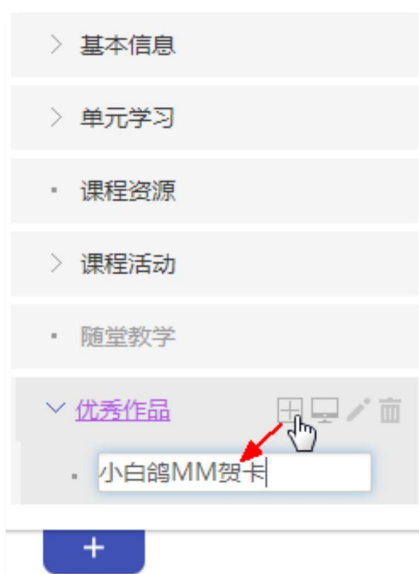 基本信息
单元学习
课程资源
课程活动
随堂教学
优秀作品
小白鸽MM贺卡